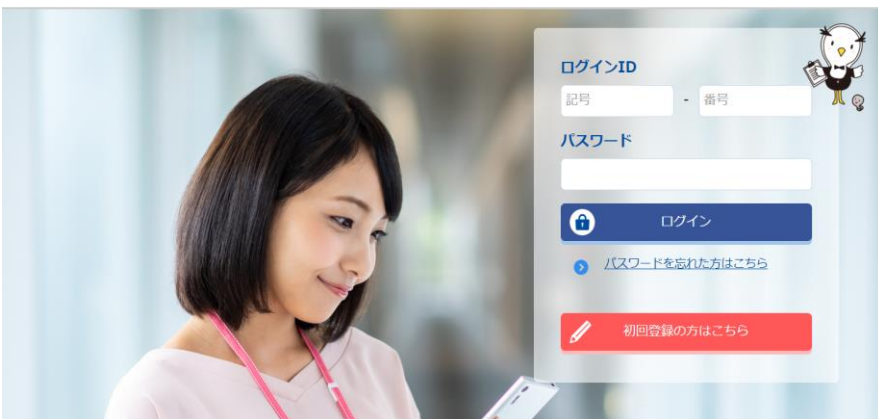 ログインID
記号 - 番号
パスワード
ログイン
パスワードを忘れた方はこちら
初回登録の方はこちら